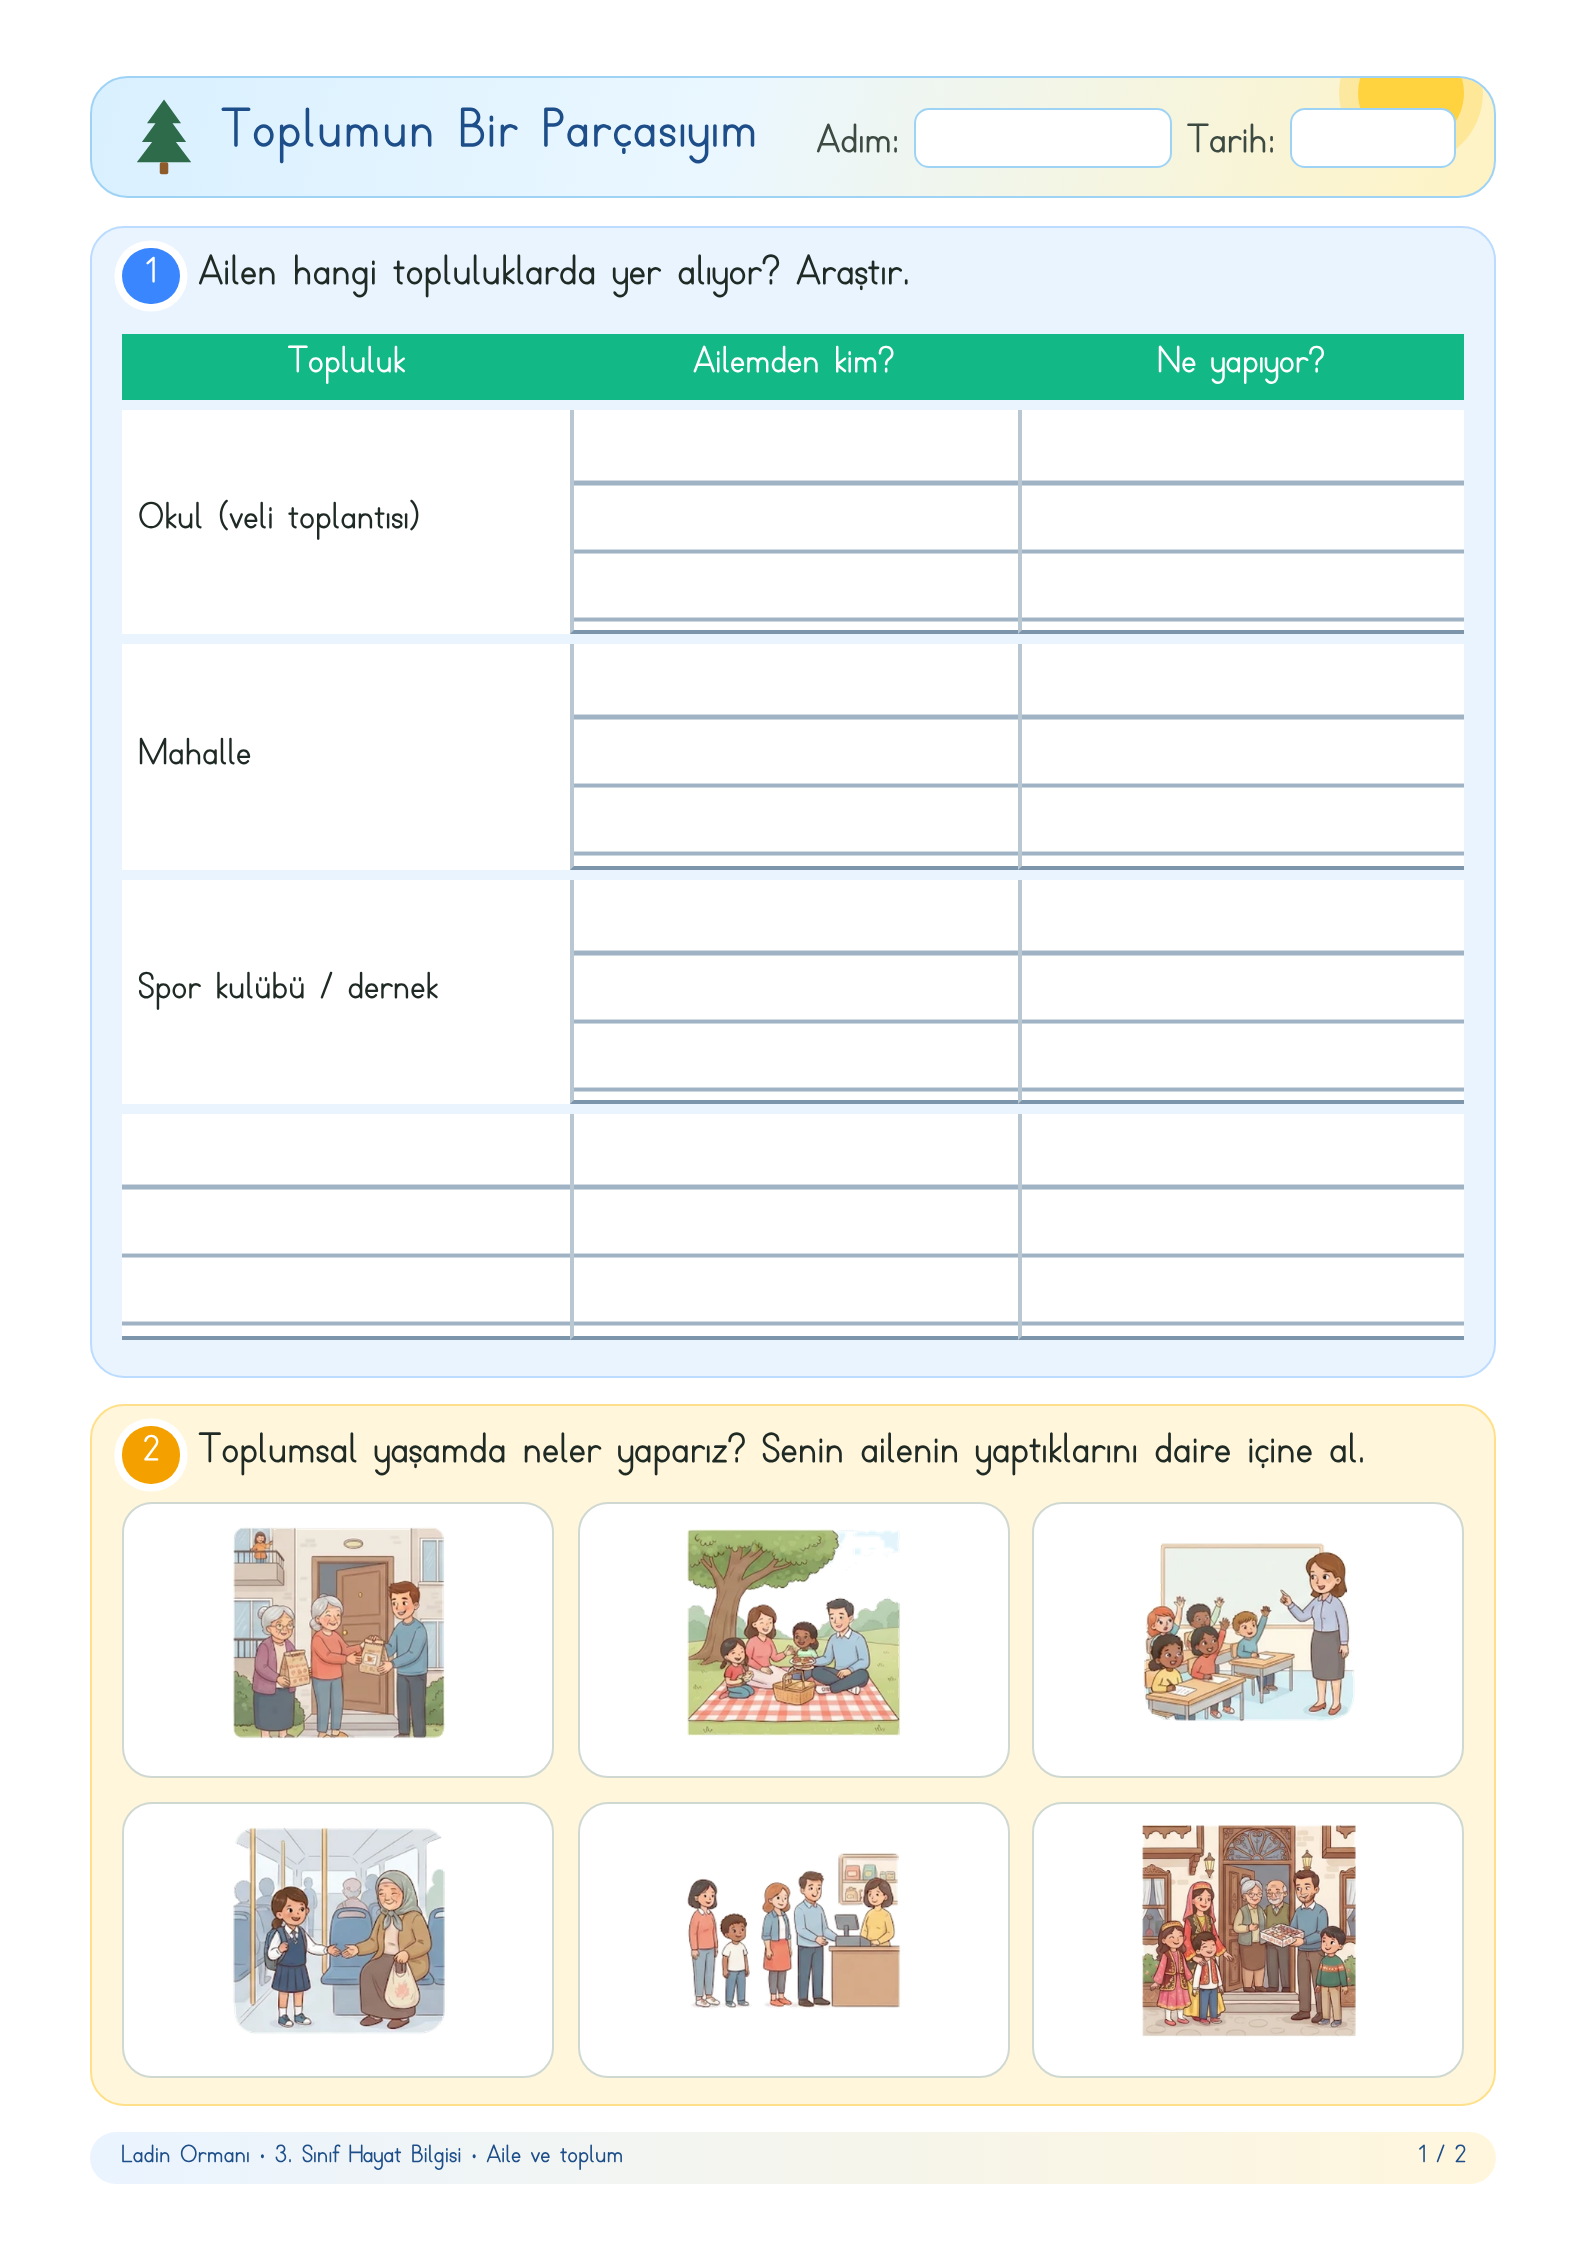 Toplumun Bir Parçasıyım
Adım:
Tarih:
1
Ailen hangi topluluklarda yer alıyor? Araştır.
Topluluk
Ailemden kim?
Ne yapıyor?
Okul (veli toplantısı)
Mahalle
Spor kulübü / dernek
2
Toplumsal yaşamda neler yaparız? Senin ailenin yaptıklarını daire içine al.
Ladin Ormanı · 3. Sınıf Hayat Bilgisi · Aile ve toplum
1 / 2